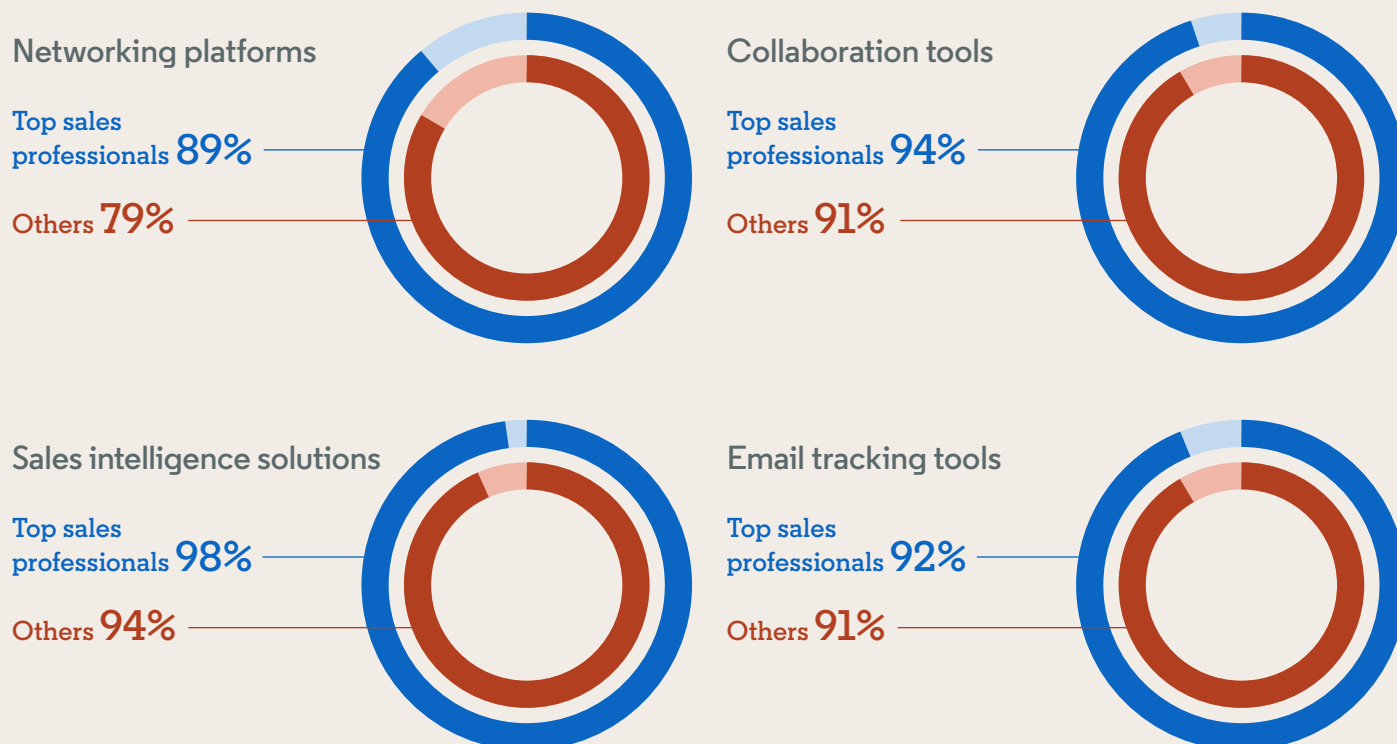 Networking platforms
Top sales
professionals 89%
Others 79%
Collaboration tools
Top sales
professionals 94%
Others 91%
Sales intelligence solutions
Top sales
professionals 98%
Others 94%
Email tracking tools
Top sales
professionals 92%
Others 91%